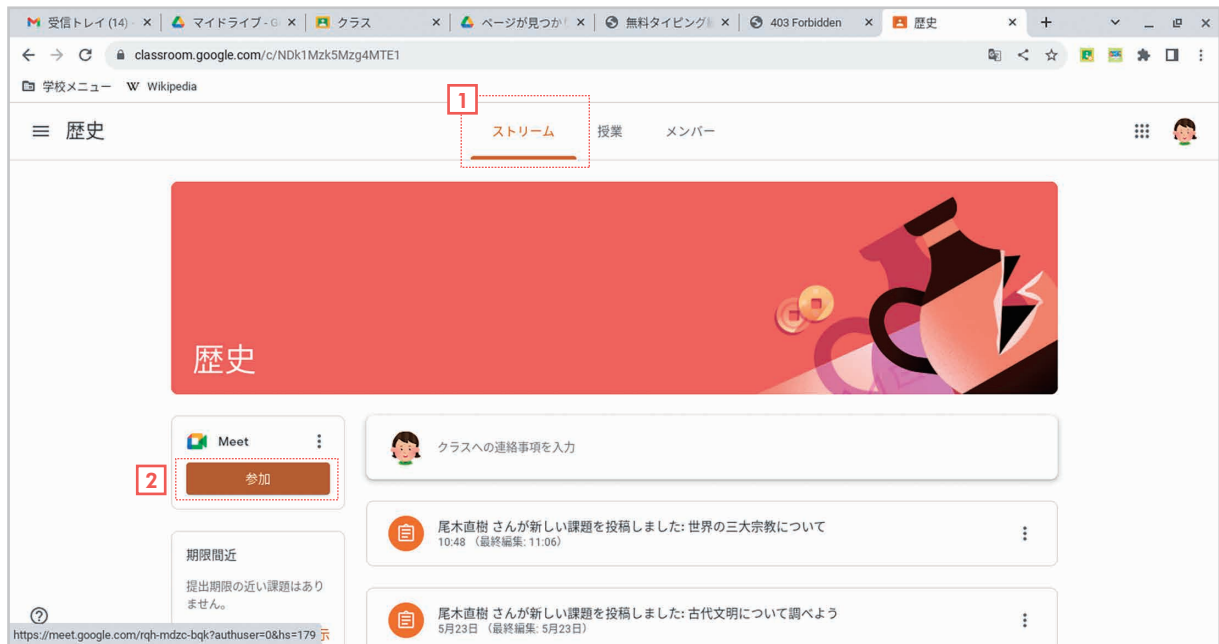 受信トレイ (14) -
マイドライブ - G
クラス
ページが見つか
無料タイピング
403 Forbidden
歴史
classroom.google.com/c/NDk1Mzk5Mzg4MTE1
学校メニュー
Wikipedia
歴史
1
ストリーム
授業
メンバー
歴史
Meet
2
参加
クラスへの連絡事項を入力
尾木直樹 さんが新しい課題を投稿しました: 世界の三大宗教について
10:48 （最終編集: 11:06）
期限間近
提出期限の近い課題はあり
ません。
尾木直樹 さんが新しい課題を投稿しました: 古代文明について調べよう
5月23日 （最終編集: 5月23日）
https://meet.google.com/rqh-mdzc-bqk?authuser=0&hs=179
示